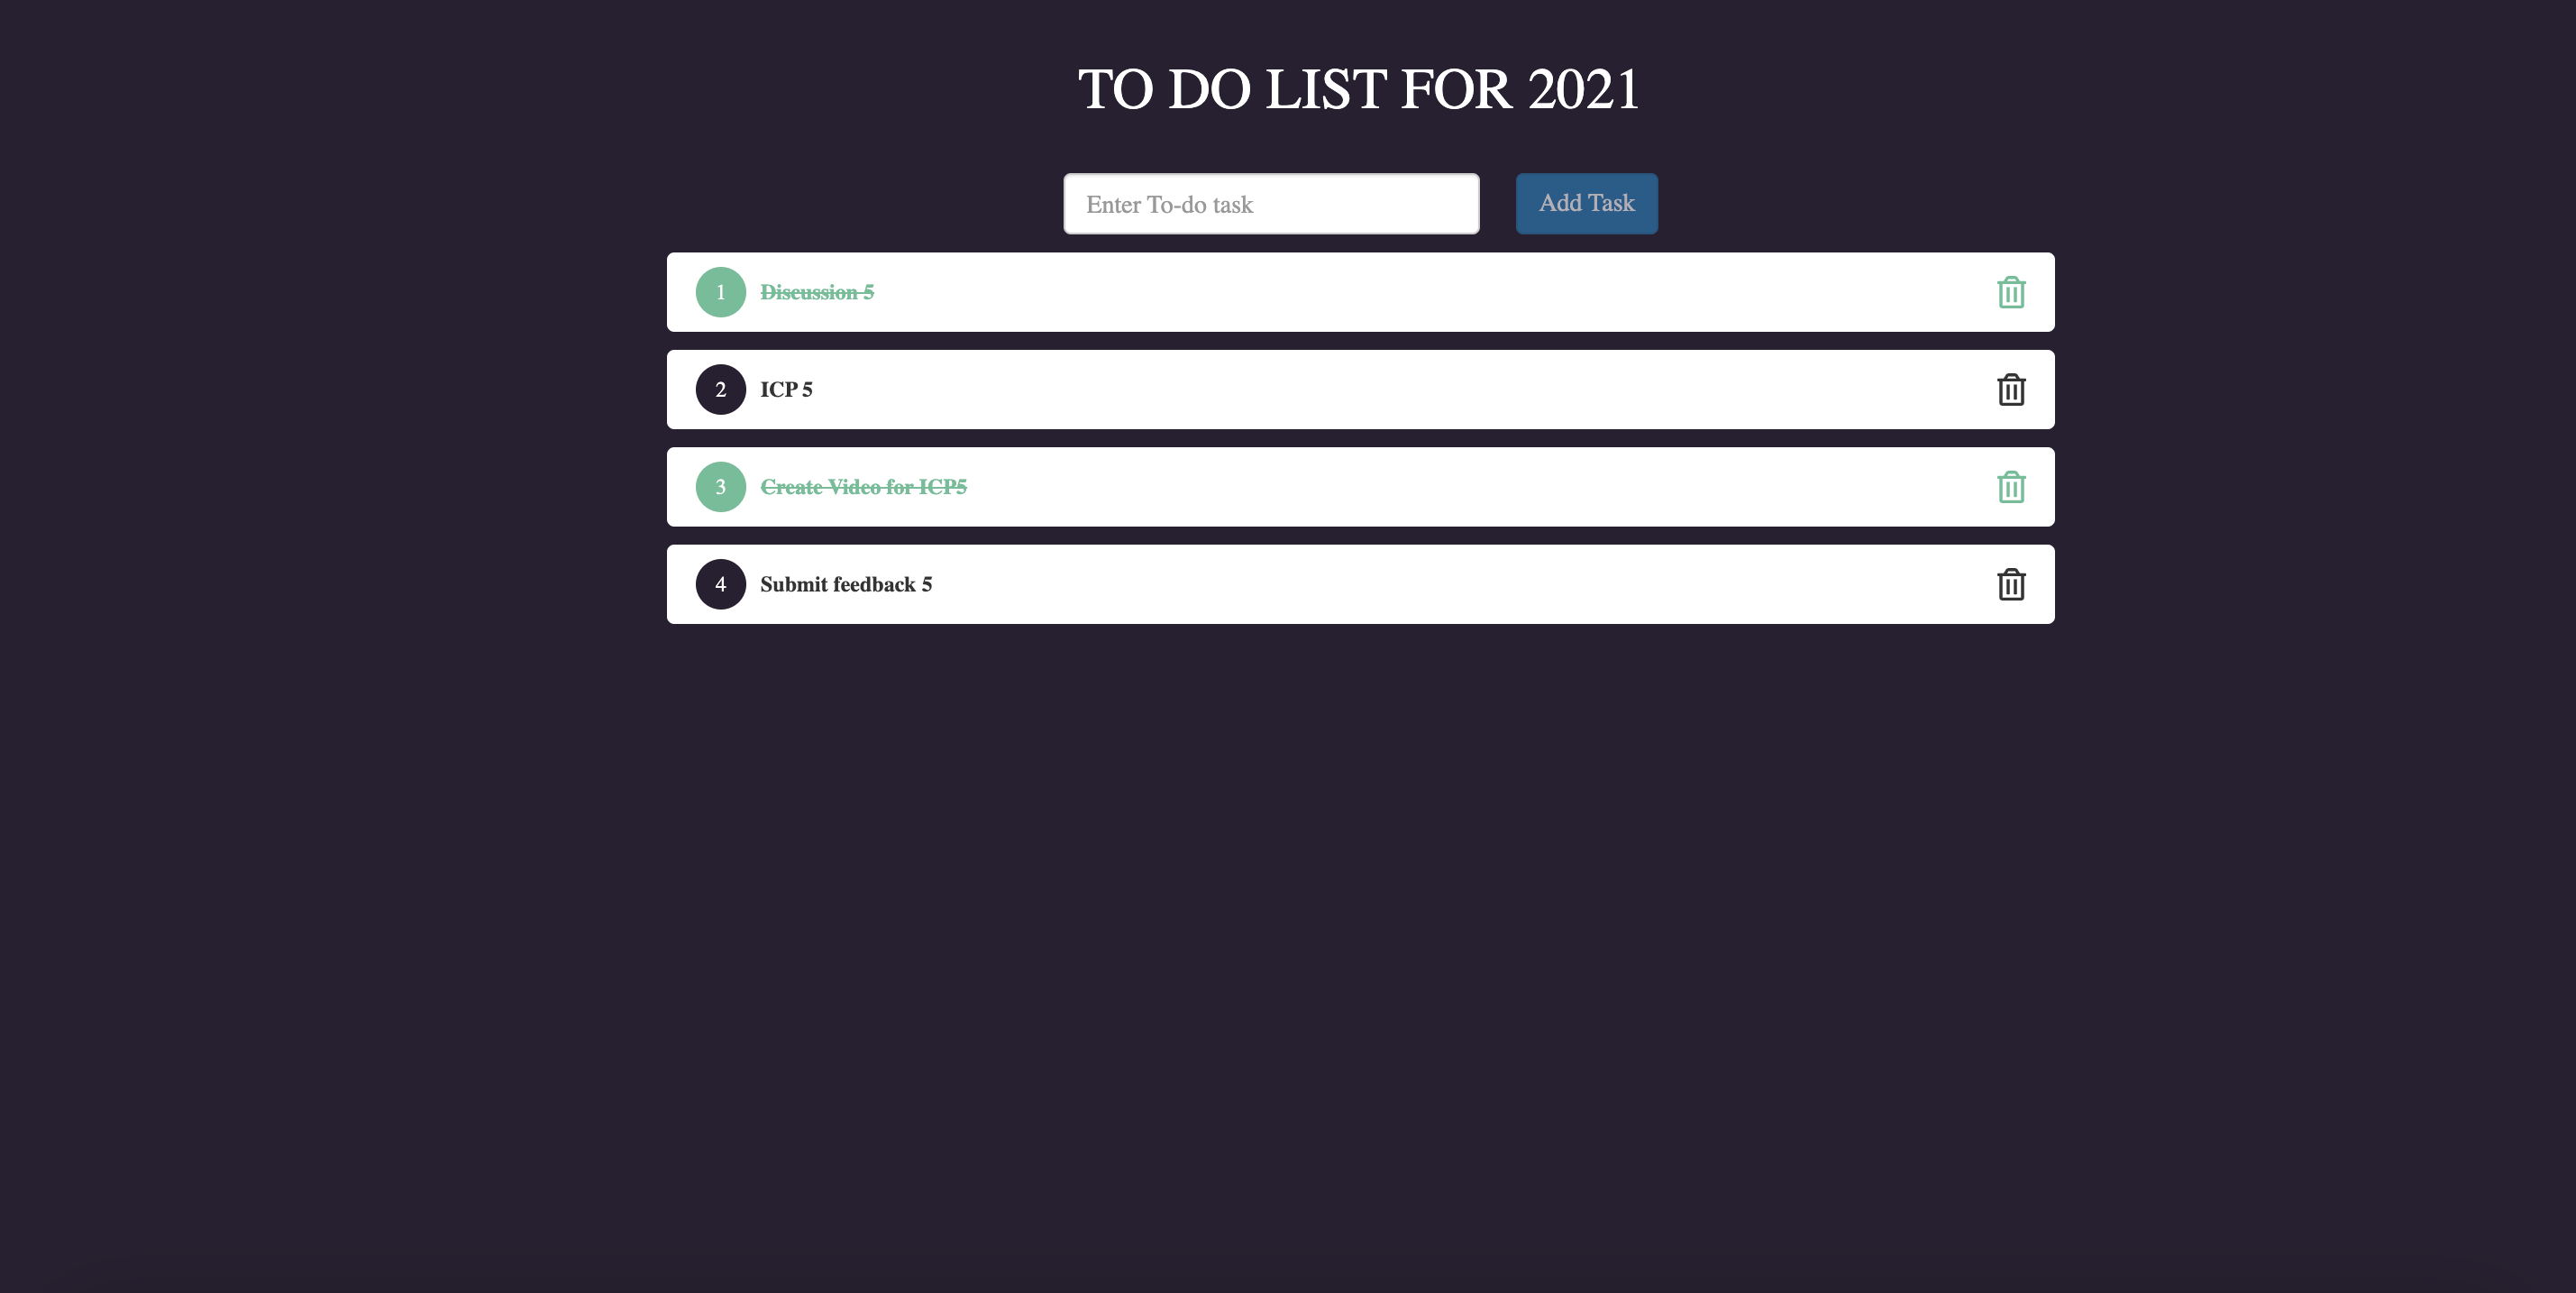 TO DO LIST FOR 2021
Enter To-do task
Add Task
1 Discussion 5
2 ICP 5
3 Create Video for ICP5
4 Submit feedback 5